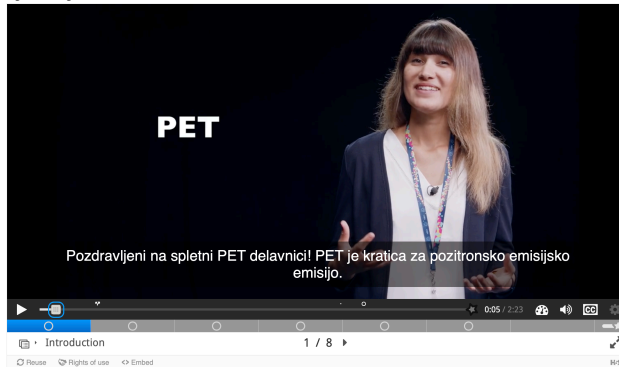 PET
Pozdravljeni na spletni PET delavnici! PET je kratica za pozitronsko emisijsko
emisijo.
0:05 / 2:23
CC
Introduction
1 / 8
Reuse Rights of use <> Embed